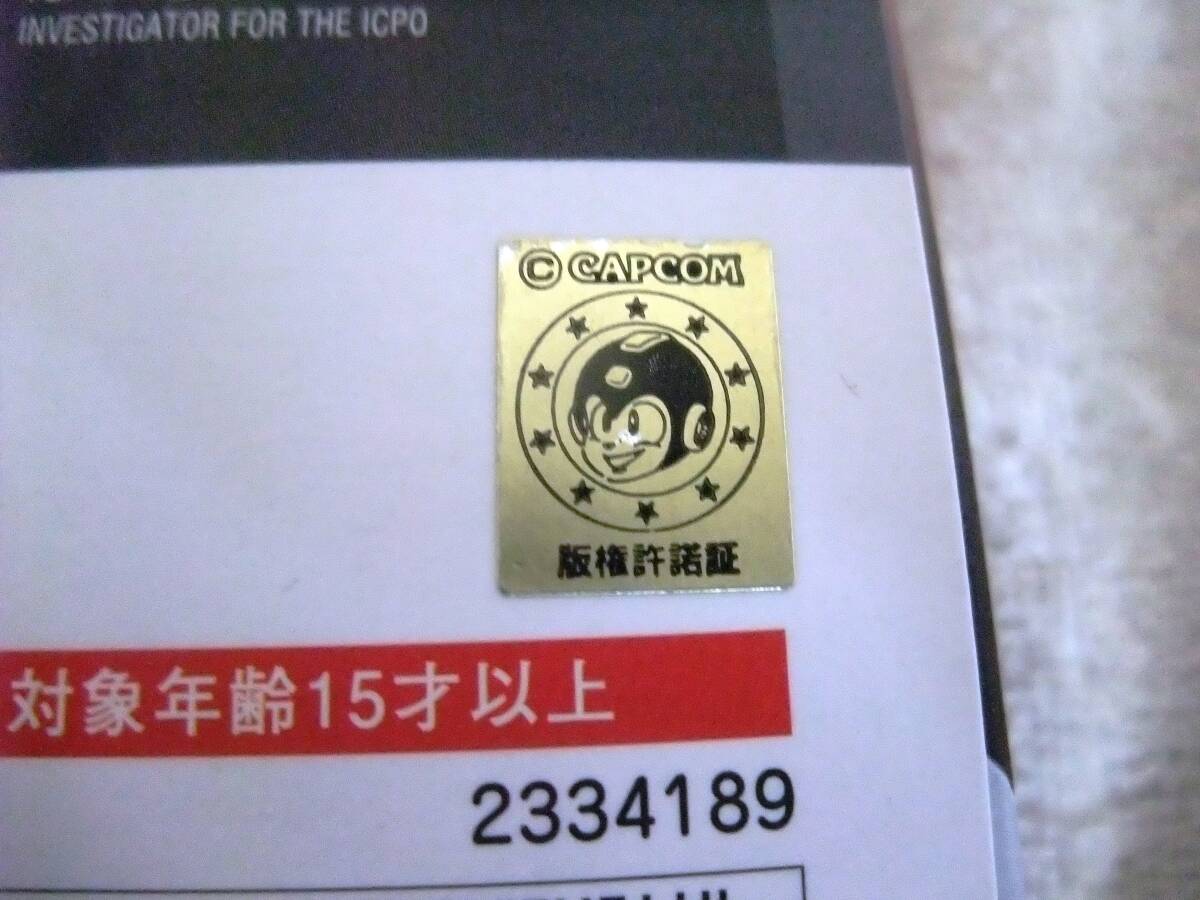 INVESTIGATOR FOR THE ICPO
© CAPCOM
版権許諾証
対象年齢15才以上
2334189